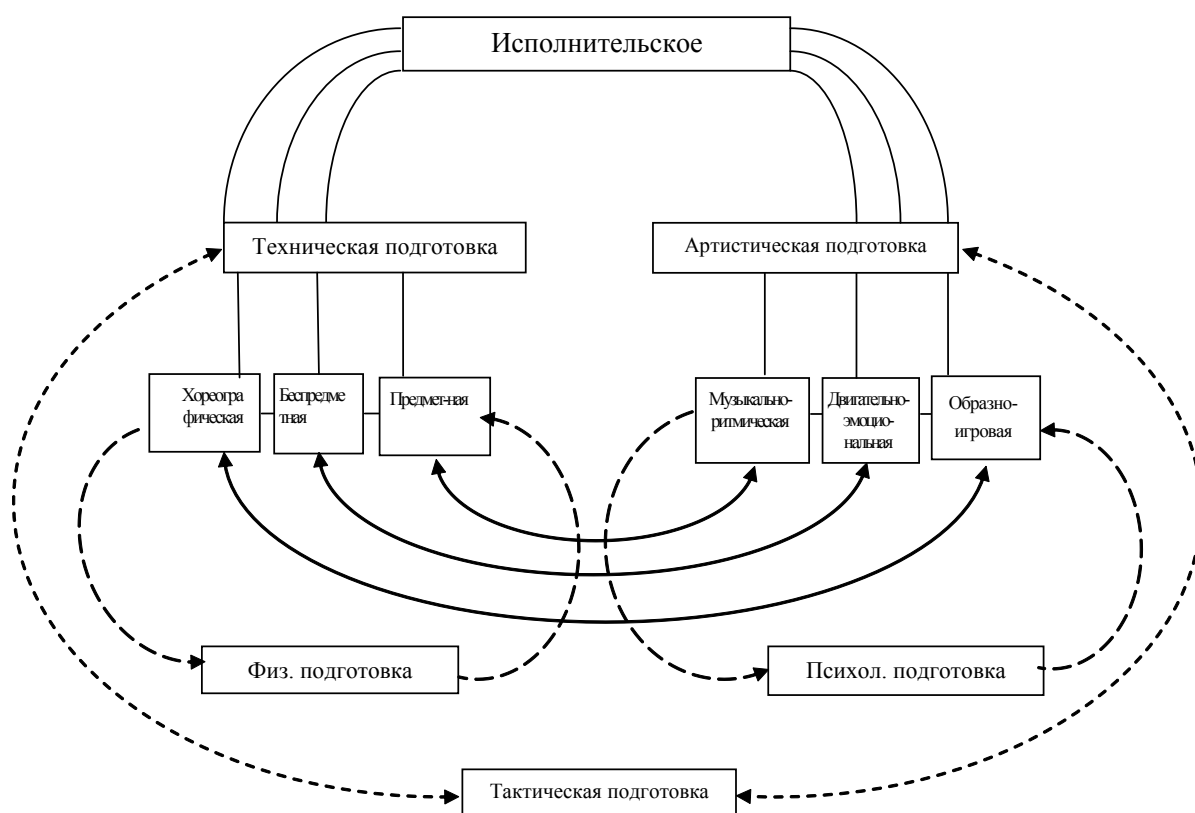 Исполнительское
Техническая подготовка
Артистическая подготовка
Хореогра
фическая
Беспредме
тная
Предмет-ная
Музыкально-
ритмическая
Двигательно-
эмоцио-
нальная
Образно-
игровая
Физ. подготовка
Психол. подготовка
Тактическая подготовка